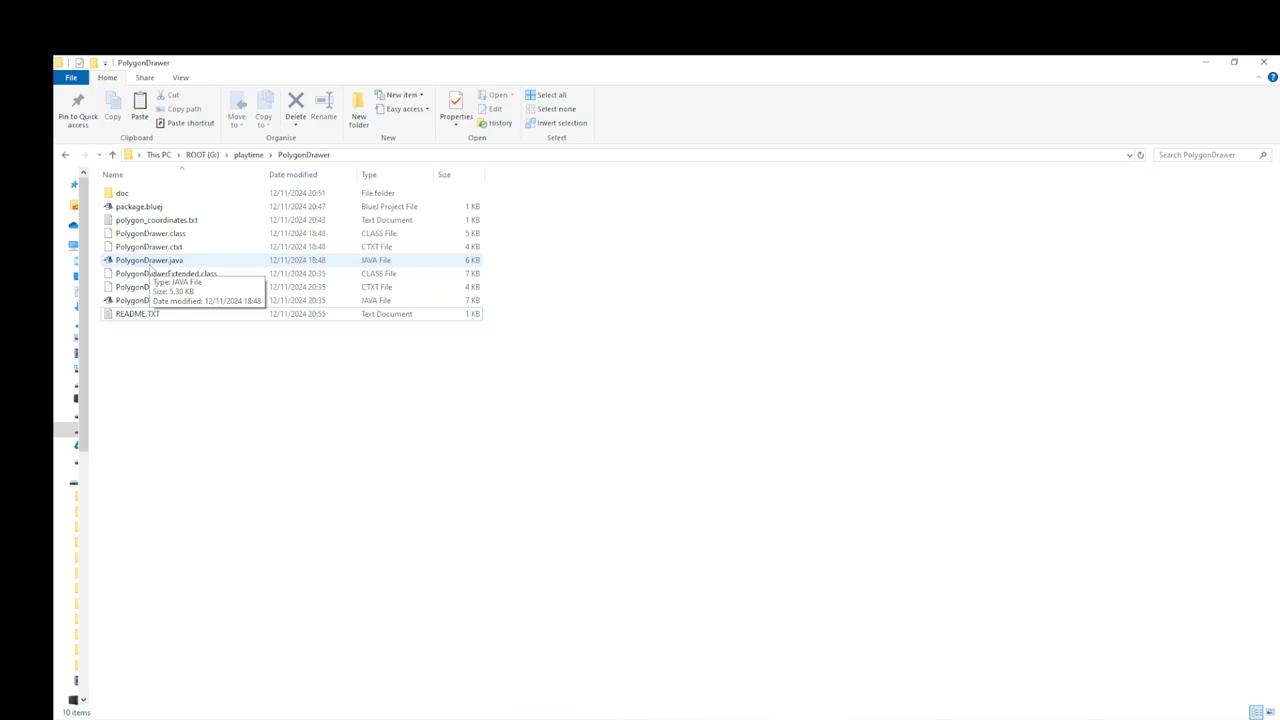 PolygonDrawer
File Home Share View
Pin to Quick access
Copy
Paste
Cut
Copy path
Paste shortcut
Clipboard
Move to
Copy to
Delete
Rename
Organise
New folder
New item
Easy access
New
Properties
Open
Edit
History
Open
Select all
Select none
Invert selection
Select
This PC > ROOT (G:) > playtime > PolygonDrawer
Search PolygonDrawer
Name Date modified Type Size
doc 12/11/2024 20:51 File folder
package.bluej 12/11/2024 20:47 BlueJ Project File 1 KB
polygon_coordinates.txt 12/11/2024 20:43 Text Document 1 KB
PolygonDrawer.class 12/11/2024 18:48 CLASS File 5 KB
PolygonDrawer.ctxt 12/11/2024 18:48 CTXT File 4 KB
PolygonDrawer.java 12/11/2024 18:48 JAVA File 6 KB
PolygonDrawerExtended.class 12/11/2024 20:35 CLASS File 7 KB
PolygonD 12/11/2024 20:35 CTXT File 4 KB
PolygonD 12/11/2024 20:35 JAVA File 7 KB
README.TXT 12/11/2024 20:55 Text Document 1 KB
Type: JAVA File
Size: 5.30 KB
Date modified: 12/11/2024 18:48
10 items